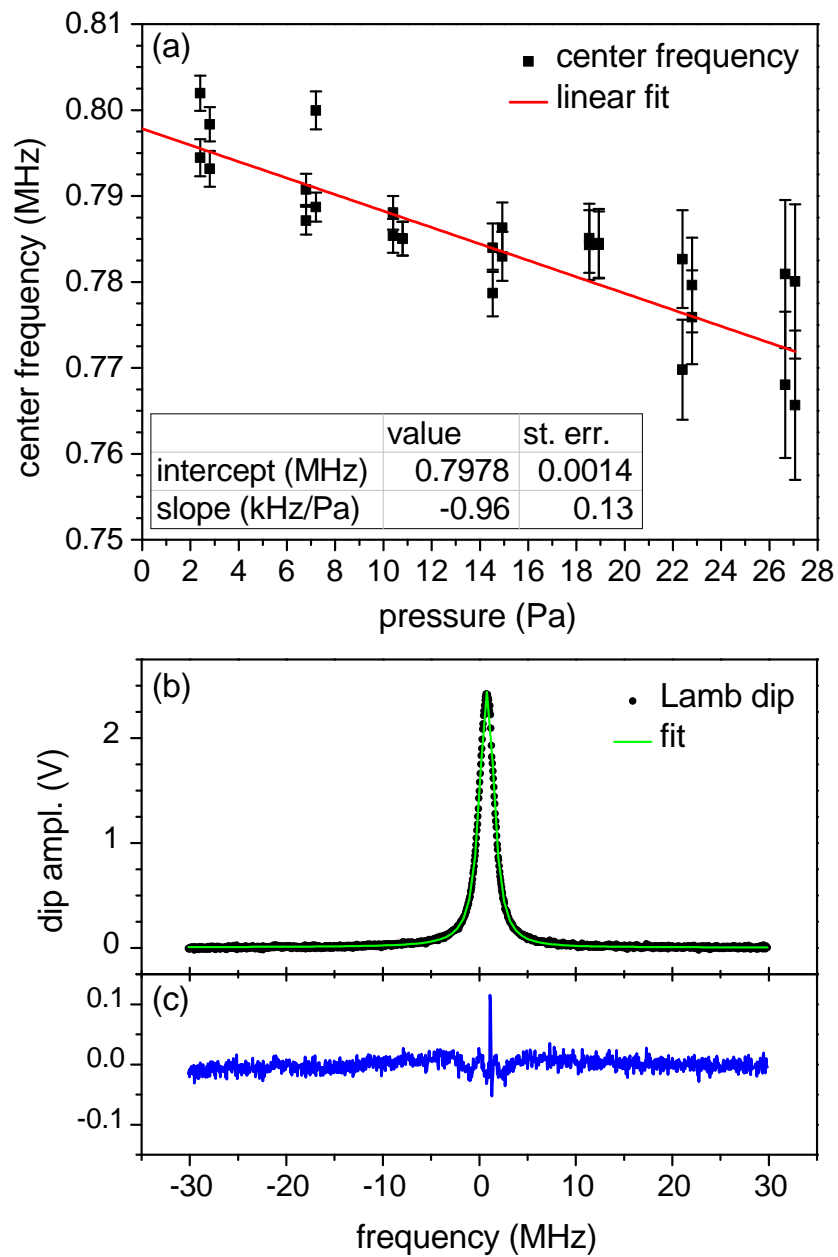 (a)
center frequency
linear fit
0.81
0.80
0.79
0.78
0.77
0.76
0.75
center frequency (MHz)
value st. err.
intercept (MHz) 0.7978 0.0014
slope (kHz/Pa) -0.96 0.13
0 2 4 6 8 10 12 14 16 18 20 22 24 26 28
pressure (Pa)
(b)
Lamb dip
fit
2
1
0
dip ampl. (V)
(c)
0.1
0.0
-0.1
-30 -20 -10 0 10 20 30
frequency (MHz)